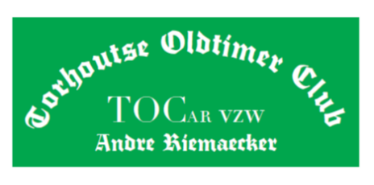 Torhoutse Oldtimer Club
TOCAR VZW
Andre Riemaecker